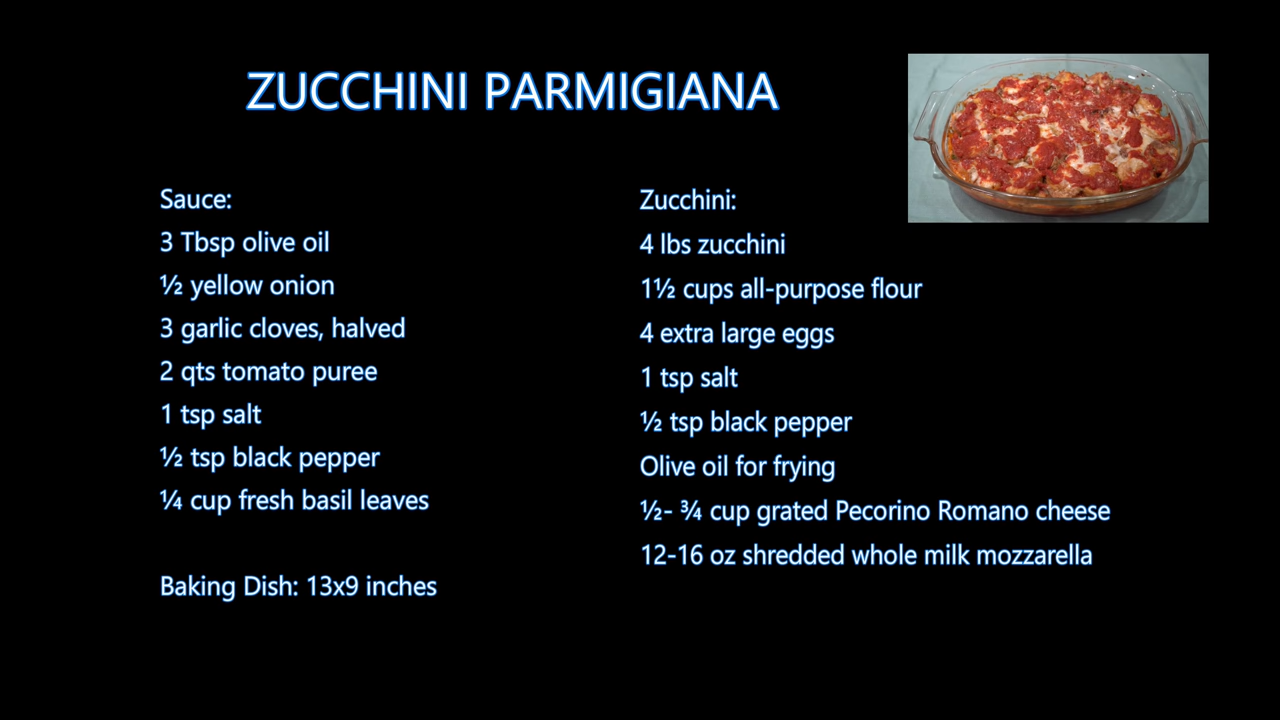 ZUCCHINI PARMIGIANA
Sauce:
3 Tbsp olive oil
½ yellow onion
3 garlic cloves, halved
2 qts tomato puree
1 tsp salt
½ tsp black pepper
¼ cup fresh basil leaves
Baking Dish: 13x9 inches
Zucchini:
4 lbs zucchini
1½ cups all-purpose flour
4 extra large eggs
1 tsp salt
½ tsp black pepper
Olive oil for frying
½- ¾ cup grated Pecorino Romano cheese
12-16 oz shredded whole milk mozzarella